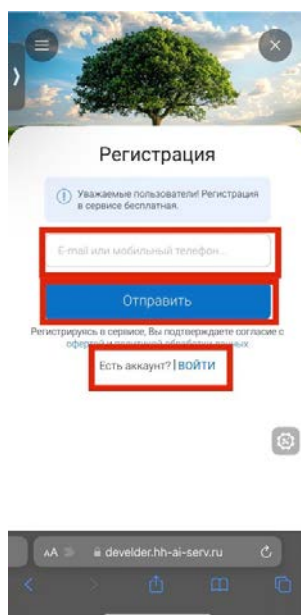 Регистрация
Уважаемые пользователи! Регистрация
в сервисе бесплатная.
E-mail или мобильный телефон...
Отправить
Регистрируясь в сервисе, Вы подтверждаете согласие с
офертой и политикой обработки данных
Есть аккаунт? | ВОЙТИ
AA develder.hh-ai-serv.ru